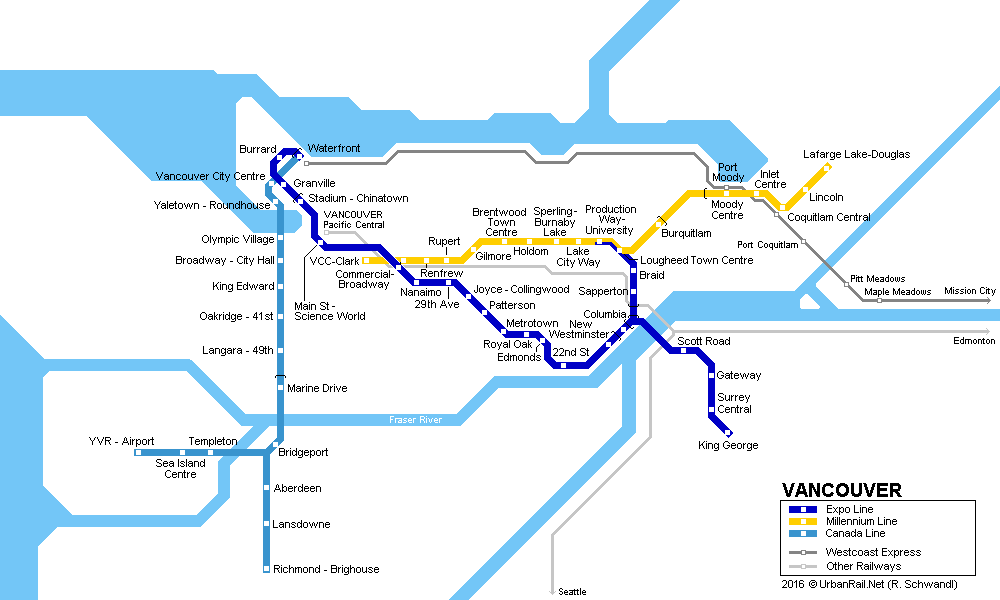 Burrard
Waterfront
Vancouver City Centre
Granville
Yaletown - Roundhouse
Stadium - Chinatown
VANCOUVER
Pacific Central
Olympic Village
Broadway - City Hall
King Edward
Oakridge - 41st
Langara - 49th
Marine Drive
Main St -
Science World
VCC-Clark
Commercial-
Broadway
Rupert
Renfrew
Nanaimo
29th Ave
Gilmore
Brentwood
Town
Centre
Holdom
Sperling-
Burnaby
Lake
Lake
City Way
Production
Way-
University
Burquitlam
Port
Moody
Moody
Centre
Inlet
Centre
Lafarge Lake-Douglas
Lincoln
Coquitlam Central
Port Coquitlam
Pitt Meadows
Maple Meadows
Mission City
Lougheed Town Centre
Braid
Sapperton
Columbia
New
Westminster
Joyce - Collingwood
Patterson
Metrotown
Royal Oak
Edmonds
22nd St
Scott Road
Gateway
Surrey
Central
King George
Edmonton
Fraser River
YVR - Airport
Templeton
Sea Island
Centre
Bridgeport
Aberdeen
Lansdowne
Richmond - Brighouse
Seattle
VANCOUVER
Expo Line
Millennium Line
Canada Line
Westcoast Express
Other Railways
2016 © UrbanRail.Net (R. Schwandl)